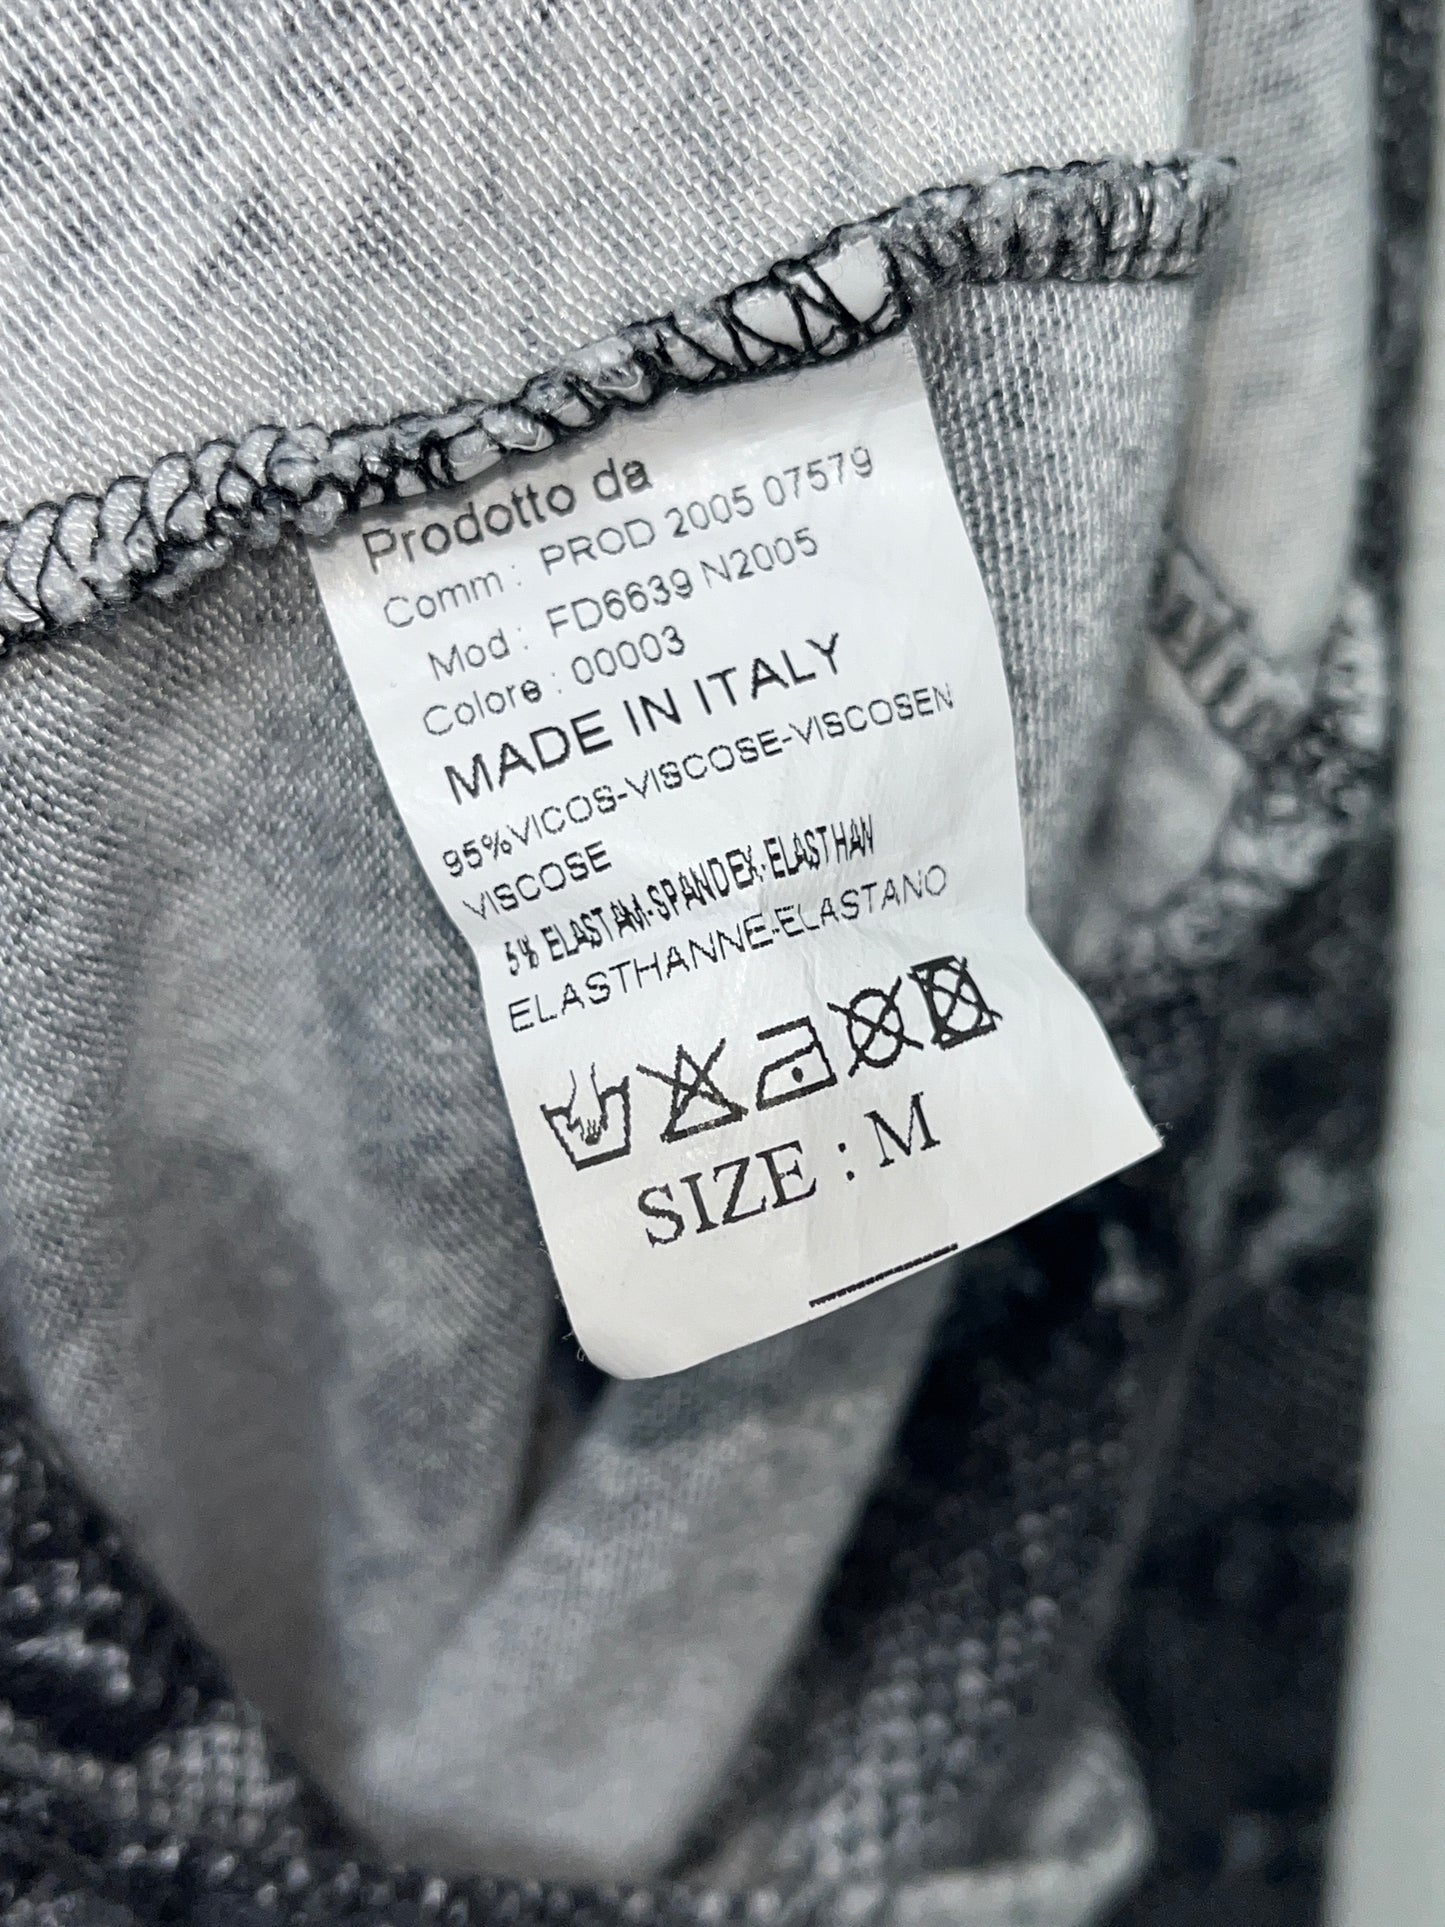 Prodotto da
Comm : PROD 2005 07579
Mod : FD6639 N2005
Colore : 00003
MADE IN ITALY
95%VICOS-VISCOSE-VISCOSEN
VISCOSE
5% ELASTAM-SPANDEX-ELASTHAN
ELASTHANNE-ELASTANO
SIZE : M